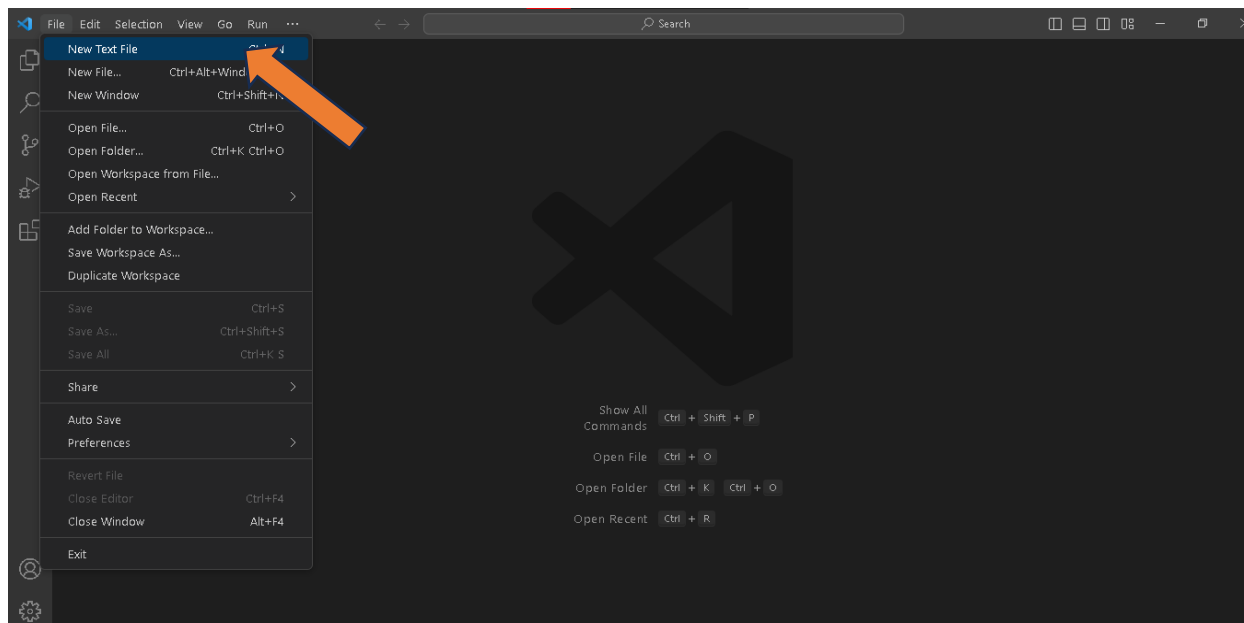 File Edit Selection View Go Run ···
Search
New Text File
New File... Ctrl+Alt+Wind
New Window Ctrl+Shift+N
Open File... Ctrl+O
Open Folder... Ctrl+K Ctrl+O
Open Workspace from File...
Open Recent
Add Folder to Workspace...
Save Workspace As...
Duplicate Workspace
Save Ctrl+S
Save As... Ctrl+Shift+S
Save All Ctrl+K S
Share
Auto Save
Preferences
Revert File
Close Editor Ctrl+F4
Close Window Alt+F4
Exit
Show All
Commands Ctrl + Shift + P
Open File Ctrl + O
Open Folder Ctrl + K Ctrl + O
Open Recent Ctrl + R